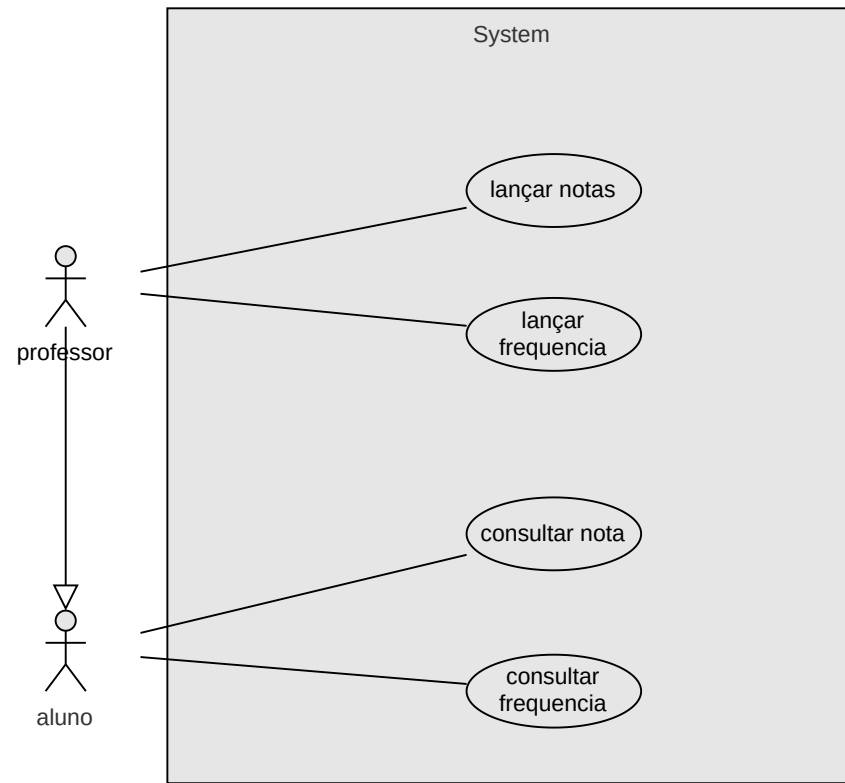 System
lançar notas
professor
lançar
frequencia
consultar nota
aluno
consultar
frequencia